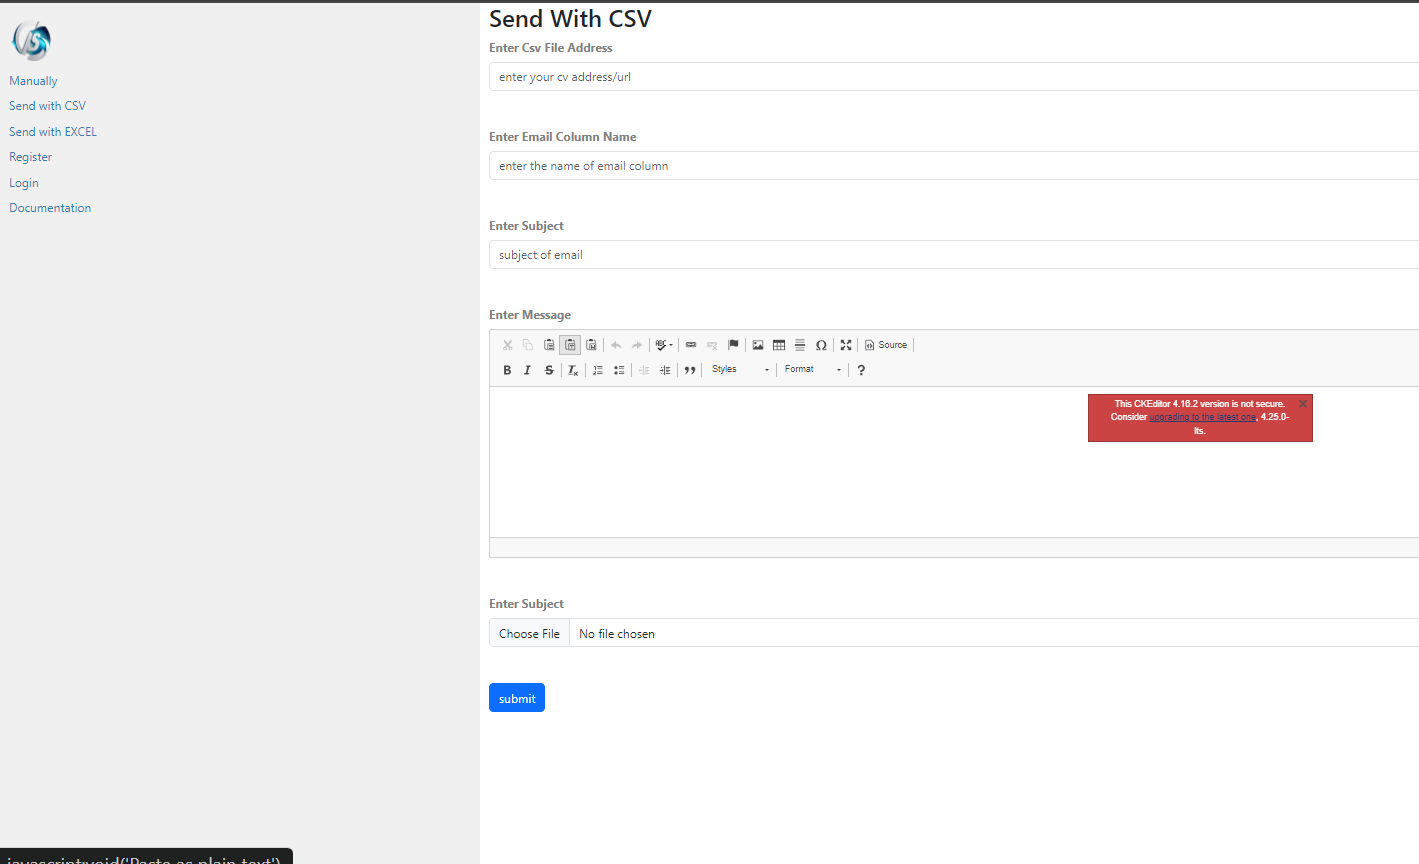 Send With CSV
Enter Csv File Address
enter your cv address/url
Manually
Send with CSV
Send with EXCEL
Register
Login
Documentation
Enter Email Column Name
enter the name of email column
Enter Subject
subject of email
Enter Message
Source
Styles
Format
This CKEditor 4.16.2 version is not secure.
Consider upgrading to the latest one, 4.25.0-
lts.
Enter Subject
Choose File No file chosen
submit
javascript:void('Paste as plain text')